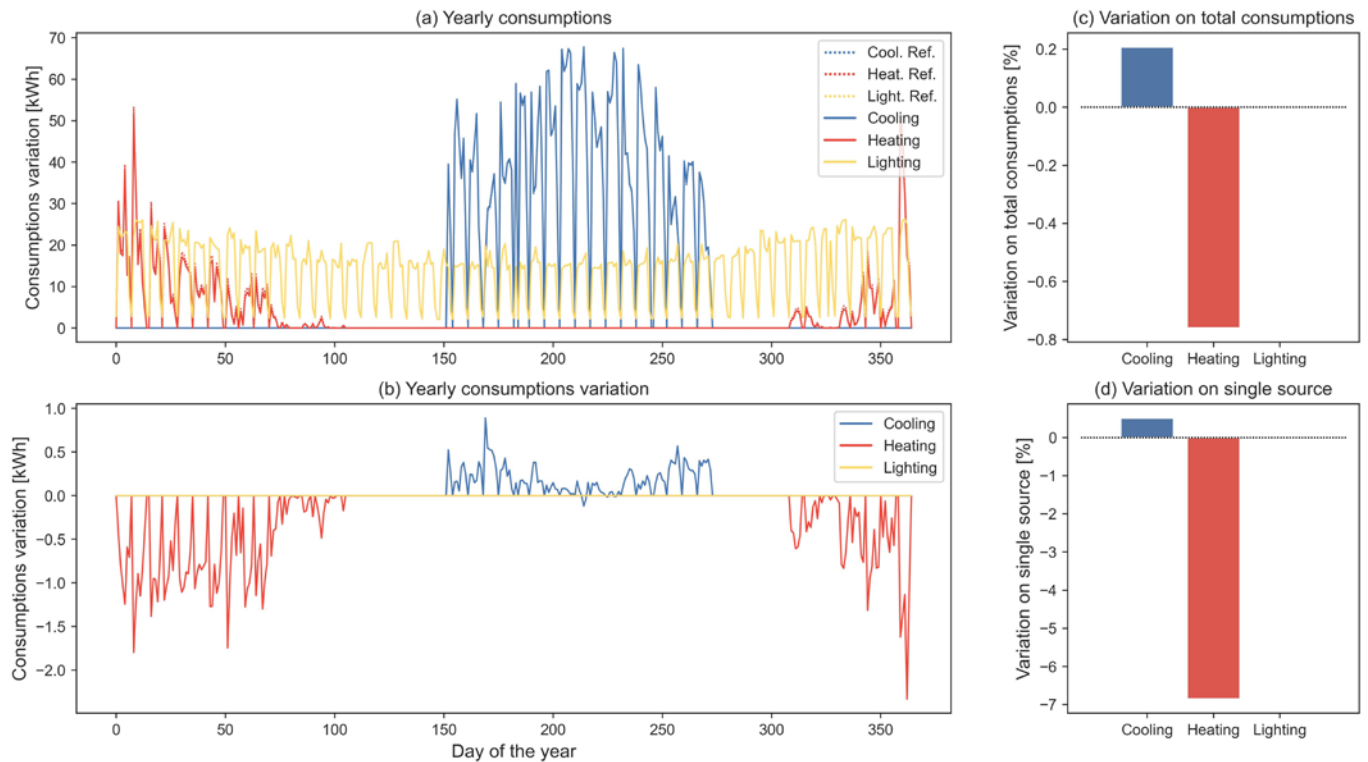 (a) Yearly consumptions
Consumptions variation [kWh]
70
60
50
40
30
20
10
0
Cool. Ref.
Heat. Ref.
Light. Ref.
Cooling
Heating
Lighting
0 50 100 150 200 250 300 350
(c) Variation on total consumptions
Variation on total consumptions [%]
0.2
0.0
−0.2
−0.4
−0.6
−0.8
Cooling Heating Lighting
(b) Yearly consumptions variation
Consumptions variation [kWh]
1.0
0.5
0.0
−0.5
−1.0
−1.5
−2.0
Cooling
Heating
Lighting
0 50 100 150 200 250 300 350
Day of the year
(d) Variation on single source
Variation on single source [%]
0
−1
−2
−3
−4
−5
−6
−7
Cooling Heating Lighting